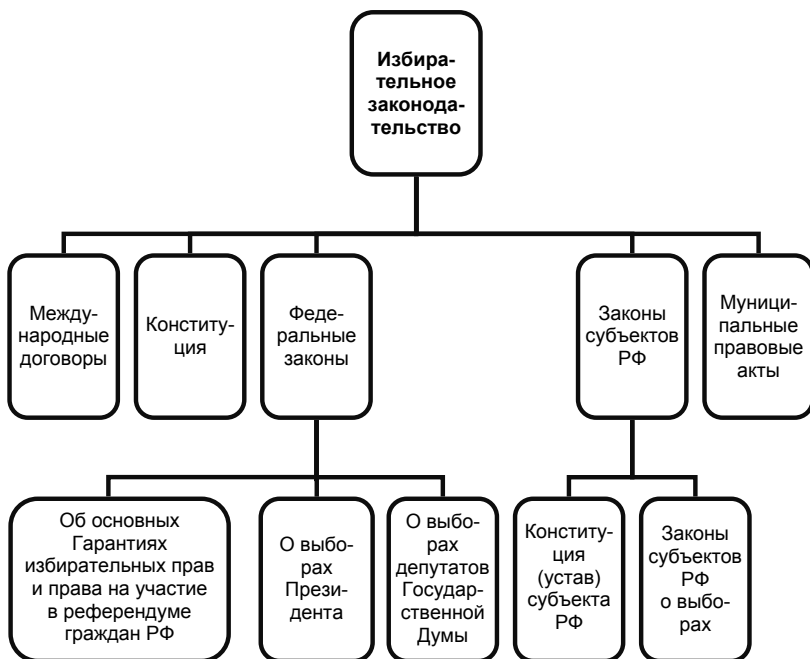 Избира-
тельное
законода-
тельство
Между-
народные
договоры
Конститу-
ция
Феде-
ральные
законы
Законы
субъектов
РФ
Муници-
пальные
правовые
акты
Об основных
Гарантиях
избирательных прав
и права на участие
в референдуме
граждан РФ
О выбо-
рах
Прези-
дента
О выбо-
рах
депутатов
Государ-
ственной
Думы
Конститу-
ция
(устав)
субъекта
РФ
Законы
субъектов
РФ
о выбо-
рах